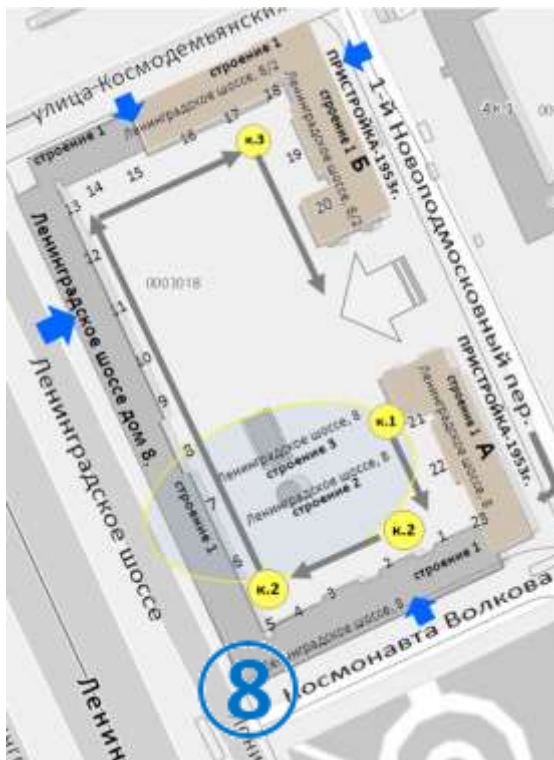 улица Космодемьянских
строение 1
Ленинградское шоссе, 8/2
строение 1
18
17
16
15
14
13
12
11
10
9
8
7
6
5
4
3
2
1
19
20
21
22
23
к.3
строение 1 Б
Ленинградское шоссе, 8/2
ПРИСТРОЙКА-1953г.
1-й Новоподмосковный пер.
4к1
Ленинградское шоссе дом 8.
Ленинградское шоссе
строение 1
Ленинградское шоссе, 8
строение 3
Ленинградское шоссе, 8
строение 2
к.1
к.2
к.2
Ленинградское шоссе, 8
строение 1 А
ПРИСТРОЙКА-1953г.
строение 1
Ленинградское шоссе, 8
Космонавта Волкова
8